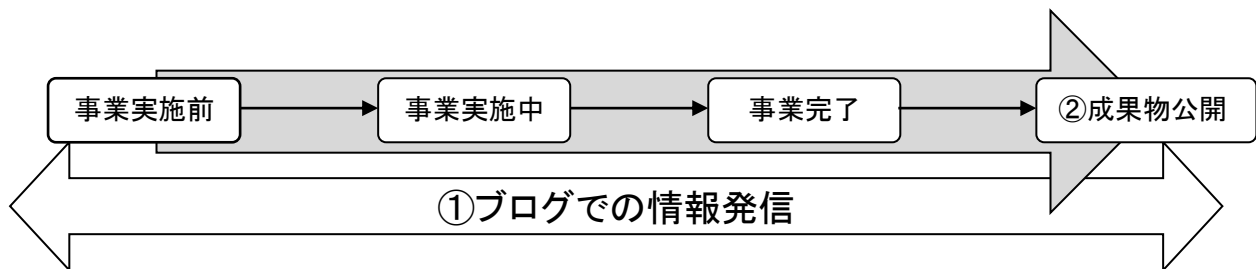 事業実施前
事業実施中
事業完了
②成果物公開
①ブログでの情報発信